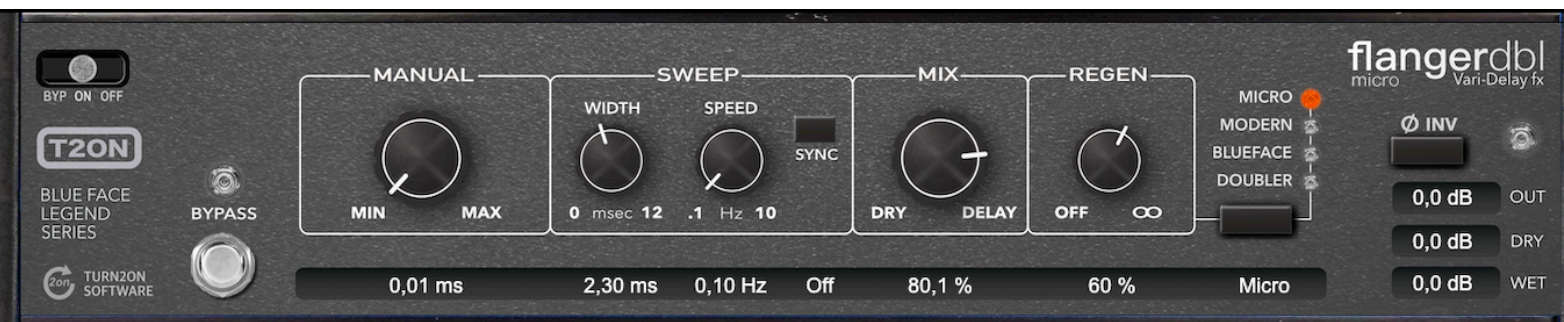 BYP ON OFF
T2ON
BLUE FACE
LEGEND
SERIES
2on
TURN2ON
SOFTWARE
BYPASS
MANUAL
MIN MAX
SWEEP
WIDTH
0 msec 12
SPEED
.1 Hz 10
SYNC
MIX
DRY DELAY
REGEN
OFF ∞
MICRO
MODERN
BLUEFACE
DOUBLER
flangerdbl
micro Vari-Delay fx
Ø INV
0,0 dB OUT
0,0 dB DRY
0,0 dB WET
0,01 ms 2,30 ms 0,10 Hz Off 80,1 % 60 % Micro